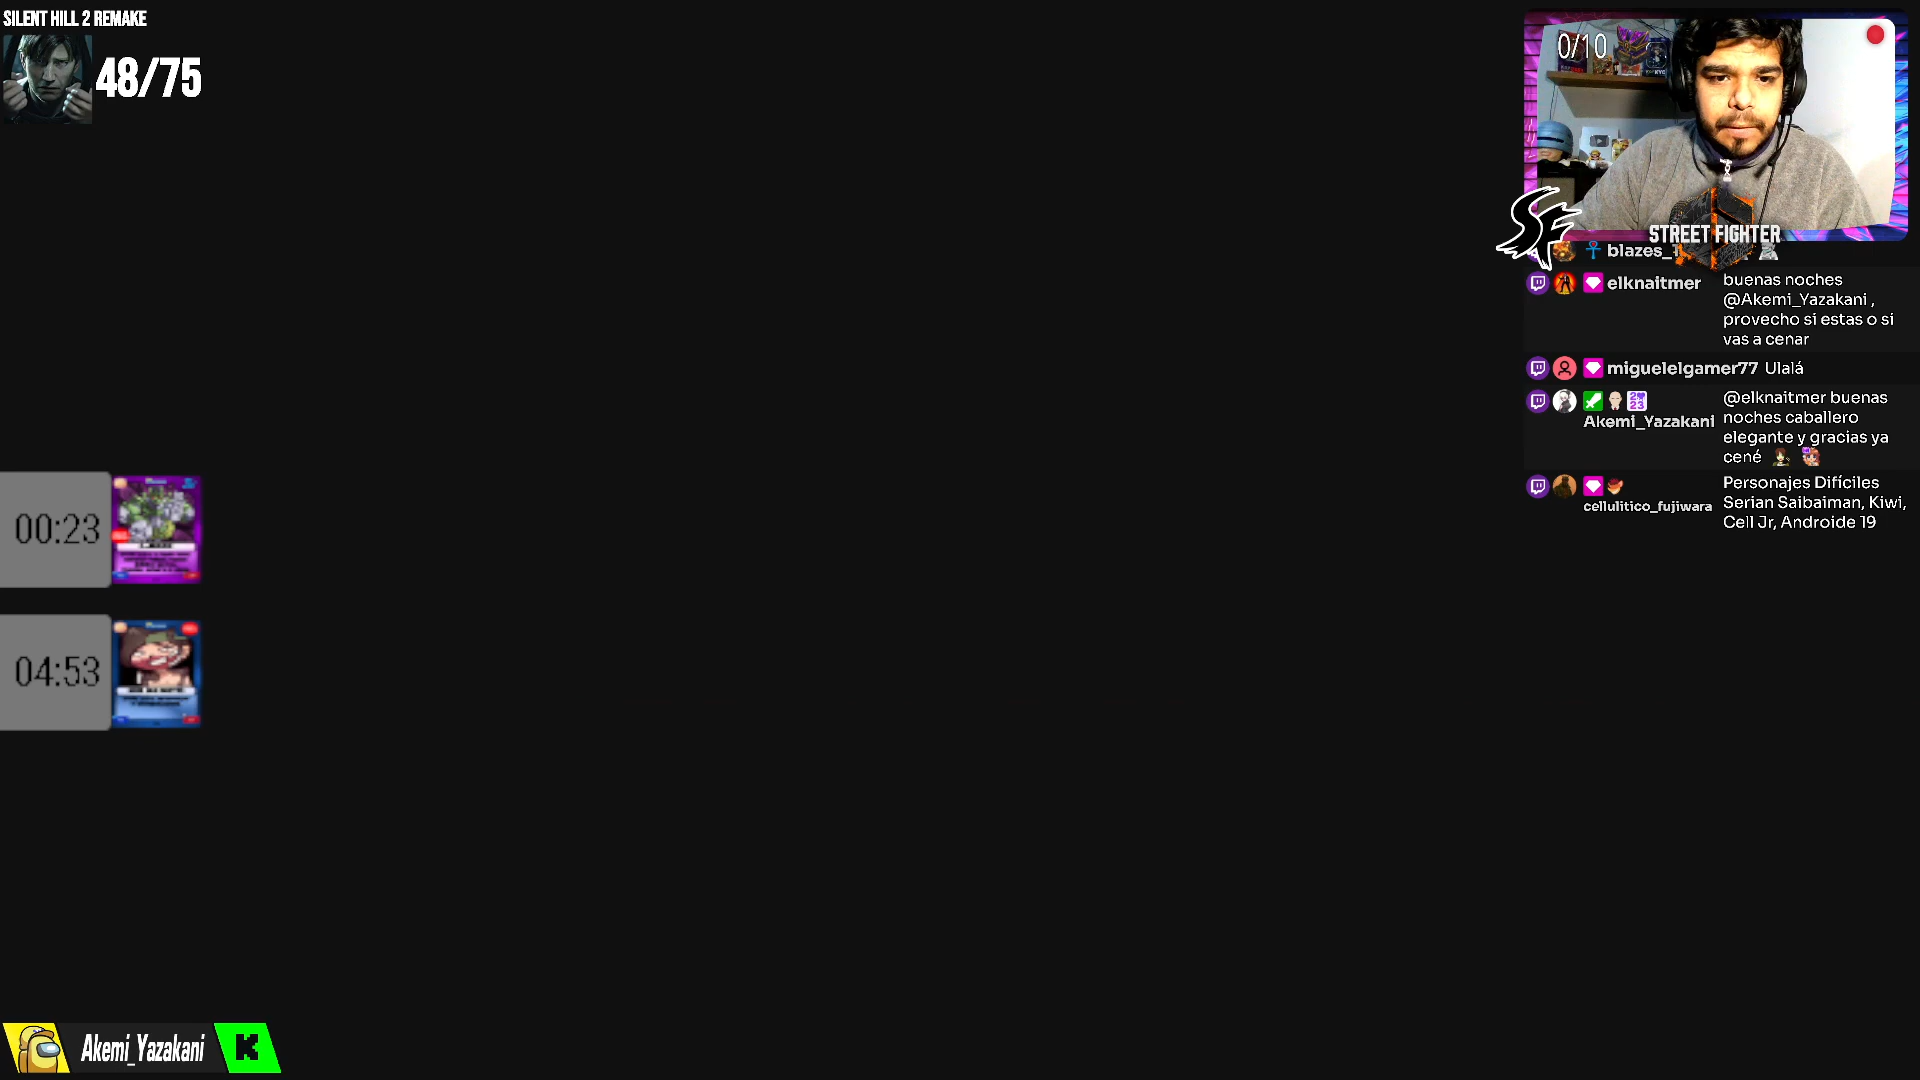 SILENT HILL 2 REMAKE
48/75
0/10
SF
STREET FIGHTER
blazes_
elknaitmer buenas noches
@Akemi_Yazakani ,
provecho si estas o si
vas a cenar
miguelelgamer77 Ulalá
Akemi_Yazakani @elknaitmer buenas
noches caballero
elegante y gracias ya
cené
cellulitico_fujiwara Personajes Difíciles
Serian Saibaiman, Kiwi,
Cell Jr, Androide 19
00:23
04:53
Akemi_Yazakani K